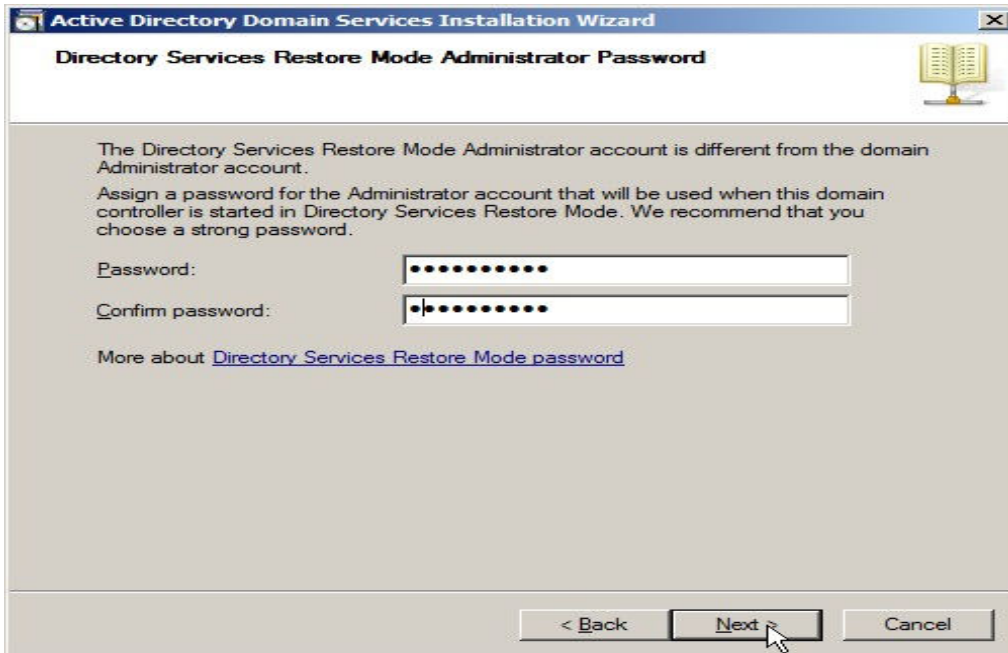 Active Directory Domain Services Installation Wizard
Directory Services Restore Mode Administrator Password
The Directory Services Restore Mode Administrator account is different from the domain
Administrator account.
Assign a password for the Administrator account that will be used when this domain
controller is started in Directory Services Restore Mode. We recommend that you
choose a strong password.
Password: ●●●●●●●●●●
Confirm password: ●●●●●●●●●●
More about Directory Services Restore Mode password
< Back Next > Cancel